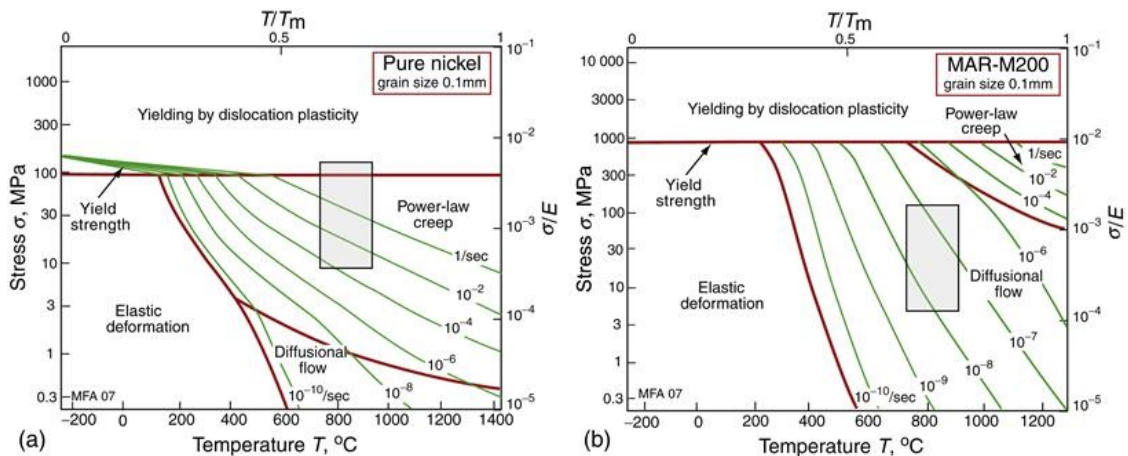 T/Tm
0 0.5 1
Pure nickel
grain size 0.1mm
Yielding by dislocation plasticity
Yield
strength
Power-law
creep
Elastic
deformation
Diffusional
flow
1/sec
10⁻²
10⁻⁴
10⁻⁶
10⁻⁸
10⁻¹⁰/sec
MFA 07
Stress σ, MPa
1000
300
100
30
10
3
1
0.3
σ/E
10⁻¹
10⁻²
10⁻³
10⁻⁴
10⁻⁵
-200 0 200 400 600 800 1000 1200 1400
(a)
Temperature T, °C
T/Tm
0 0.5 1
MAR-M200
grain size 0.1mm
Yielding by dislocation plasticity
Power-law
creep
Yield
strength
Elastic
deformation
Diffusional
flow
1/sec
10⁻²
10⁻⁴
10⁻⁶
10⁻⁷
10⁻⁸
10⁻⁹
10⁻¹⁰/sec
MFA 07
Stress σ, MPa
10 000
3000
1000
300
100
30
10
3
1
0.3
σ/E
10⁻¹
10⁻²
10⁻³
10⁻⁴
10⁻⁵
-200 0 200 400 600 800 1000 1200
(b)
Temperature T, °C